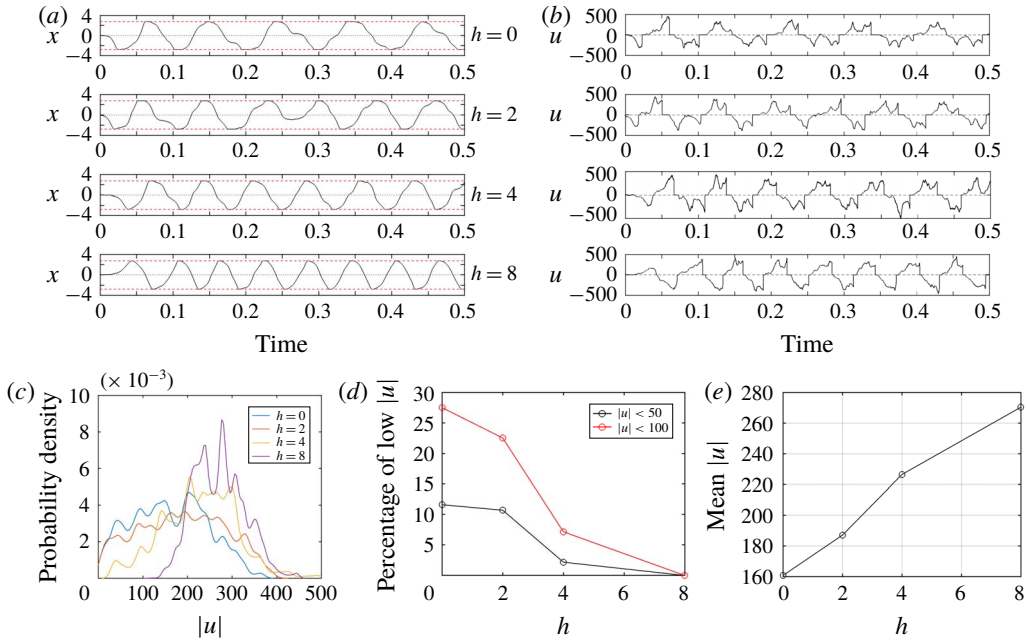 (a)
x
4
0
−4
0 0.1 0.2 0.3 0.4 0.5
h = 0
x
4
0
−4
0 0.1 0.2 0.3 0.4 0.5
h = 2
x
4
0
−4
0 0.1 0.2 0.3 0.4 0.5
h = 4
x
4
0
−4
0 0.1 0.2 0.3 0.4 0.5
h = 8
Time
(b)
u
500
0
−500
0 0.1 0.2 0.3 0.4 0.5
u
500
0
−500
0 0.1 0.2 0.3 0.4 0.5
u
500
0
−500
0 0.1 0.2 0.3 0.4 0.5
u
500
0
−500
0 0.1 0.2 0.3 0.4 0.5
Time
(c)
(× 10⁻³)
Probability density
10
8
6
4
2
0 100 200 300 400 500
|u|
h = 0
h = 2
h = 4
h = 8
(d)
Percentage of low |u|
30
25
20
15
10
5
0 2 4 6 8
h
|u| < 50
|u| < 100
(e)
Mean |u|
280
260
240
220
200
180
160
0 2 4 6 8
h